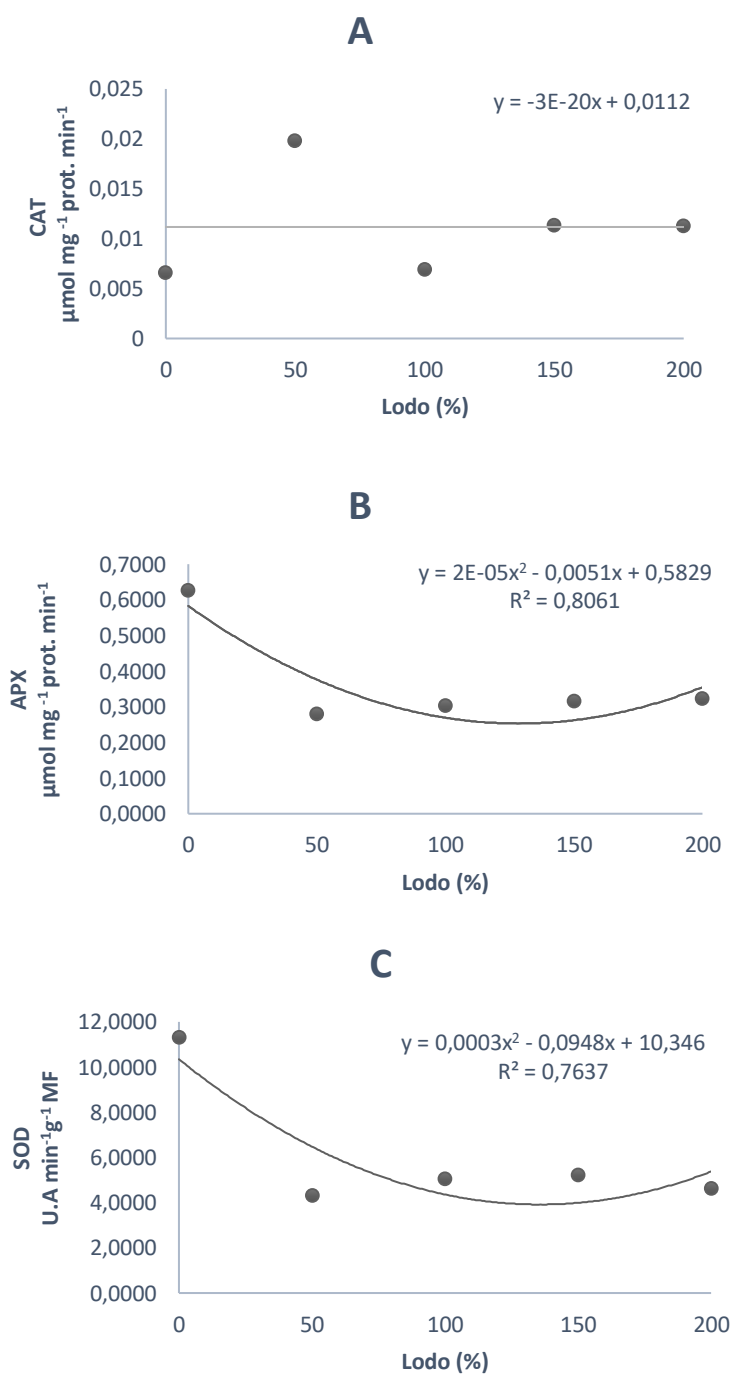 A
y = -3E-20x + 0,0112
CAT
µmol mg ⁻¹ prot. min⁻¹
0,025
0,02
0,015
0,01
0,005
0
0 50 100 150 200
Lodo (%)
B
y = 2E-05x² - 0,0051x + 0,5829
R² = 0,8061
APX
µmol mg ⁻¹ prot. min⁻¹
0,7000
0,6000
0,5000
0,4000
0,3000
0,2000
0,1000
0,0000
0 50 100 150 200
Lodo (%)
C
y = 0,0003x² - 0,0948x + 10,346
R² = 0,7637
SOD
U.A min⁻¹g⁻¹ MF
12,0000
10,0000
8,0000
6,0000
4,0000
2,0000
0,0000
0 50 100 150 200
Lodo (%)